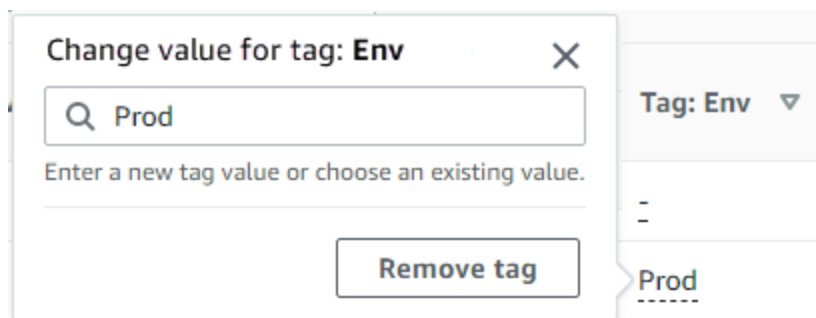 Change value for tag: Env
Prod
Enter a new tag value or choose an existing value.
Remove tag
Tag: Env
-
Prod